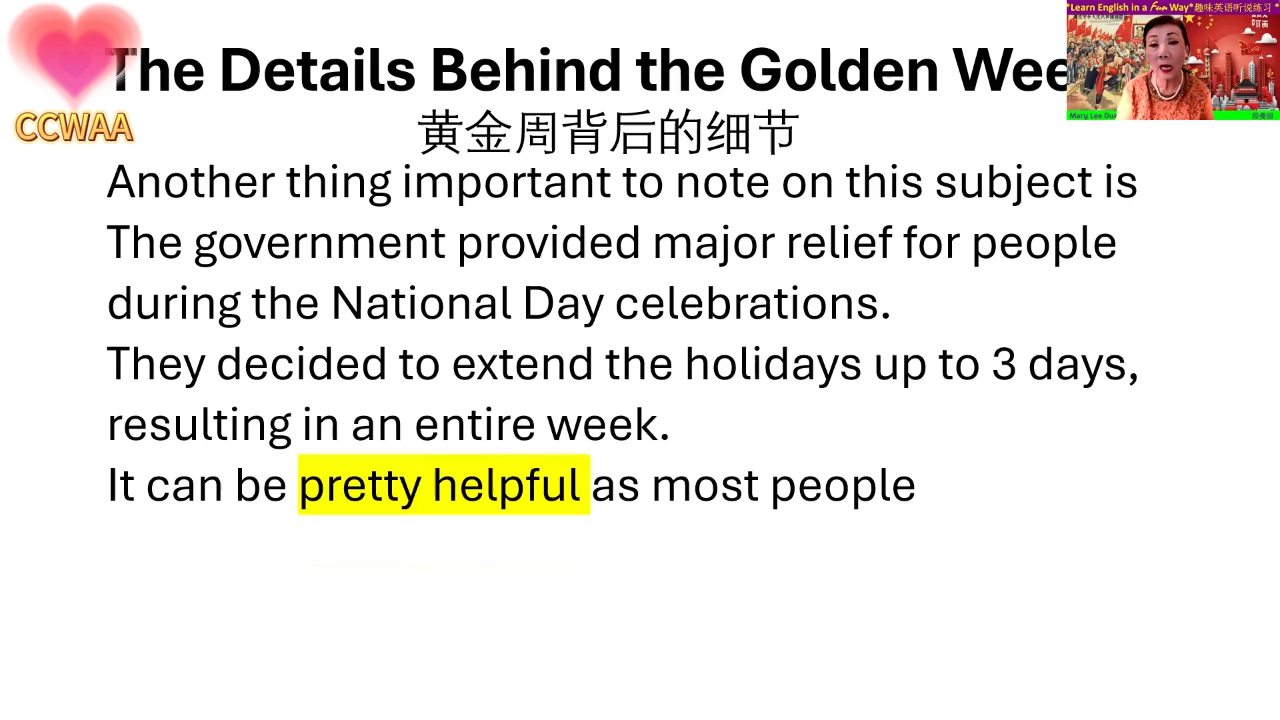 The Details Behind the Golden Wee
黄金周背后的细节
Another thing important to note on this subject is
The government provided major relief for people
during the National Day celebrations.
They decided to extend the holidays up to 3 days,
resulting in an entire week.
It can be pretty helpful as most people
CCWAA
*Learn English in a Fun Way*趣味英语听说练习 *
Mary Lee Dua